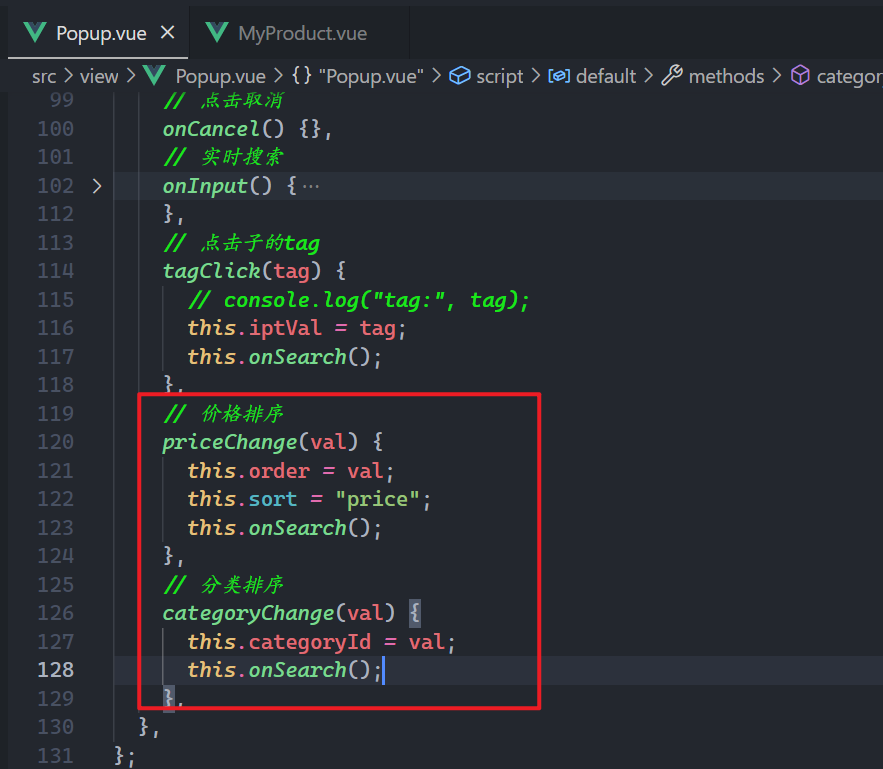 Popup.vue × MyProduct.vue
src > view > Popup.vue > {} "Popup.vue" > script > default > methods > categor
99 // 点击取消
100 onCancel() {},
101 // 实时搜索
102 > onInput() { ···
112 },
113 // 点击子的tag
114 tagClick(tag) {
115 // console.log("tag:", tag);
116 this.iptVal = tag;
117 this.onSearch();
118 },
119 // 价格排序
120 priceChange(val) {
121 this.order = val;
122 this.sort = "price";
123 this.onSearch();
124 },
125 // 分类排序
126 categoryChange(val) {
127 this.categoryId = val;
128 this.onSearch();
129 },
130 },
131 };